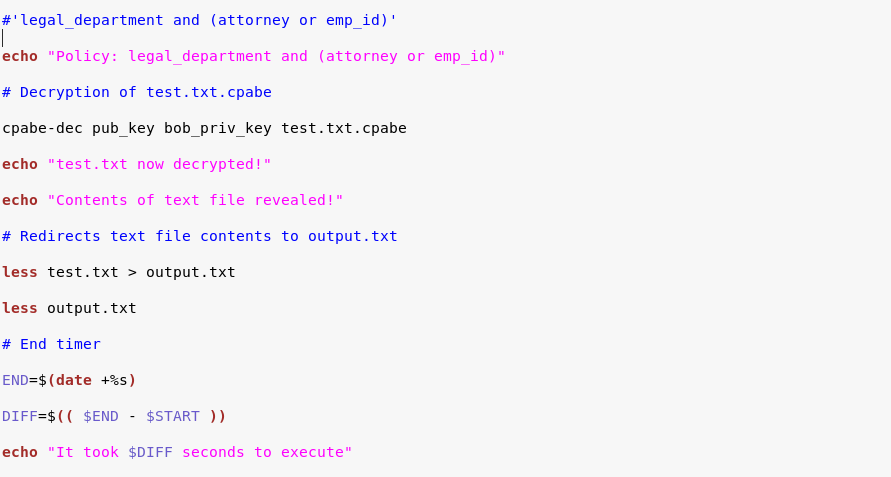 #'legal_department and (attorney or emp_id)'
echo "Policy: legal_department and (attorney or emp_id)"
# Decryption of test.txt.cpabe
cpabe-dec pub_key bob_priv_key test.txt.cpabe
echo "test.txt now decrypted!"
echo "Contents of text file revealed!"
# Redirects text file contents to output.txt
less test.txt > output.txt
less output.txt
# End timer
END=$(date +%s)
DIFF=$(( $END - $START ))
echo "It took $DIFF seconds to execute"